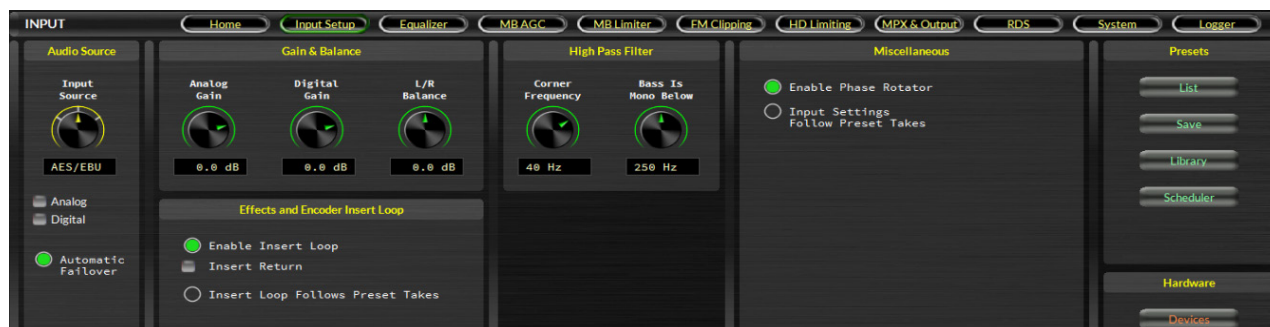 INPUT
Home
Input Setup
Equalizer
MB AGC
MB Limiter
FM Clipping
HD Limiting
MPX & Output
RDS
System
Logger
Audio Source
Input
Source
AES/EBU
Analog
Digital
Automatic
Failover
Gain & Balance
Analog
Gain
0.0 dB
Digital
Gain
0.0 dB
L/R
Balance
0.0 dB
Effects and Encoder Insert Loop
Enable Insert Loop
Insert Return
Insert Loop Follows Preset Takes
High Pass Filter
Corner
Frequency
40 Hz
Bass Is
Mono Below
250 Hz
Miscellaneous
Enable Phase Rotator
Input Settings
Follow Preset Takes
Presets
List
Save
Library
Scheduler
Hardware
Devices